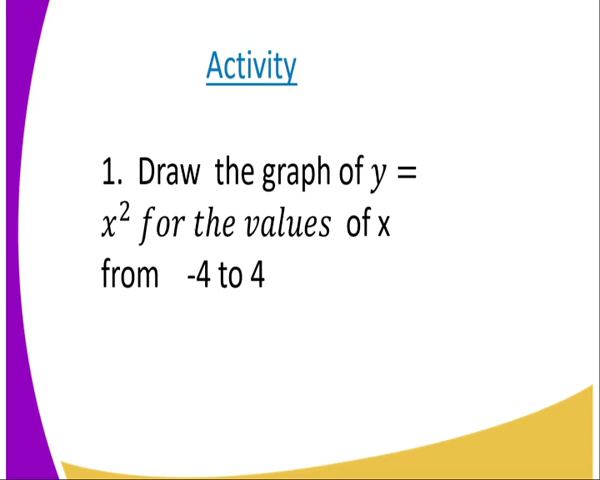 Activity
1. Draw the graph of y =
x² for the values of x
from -4 to 4